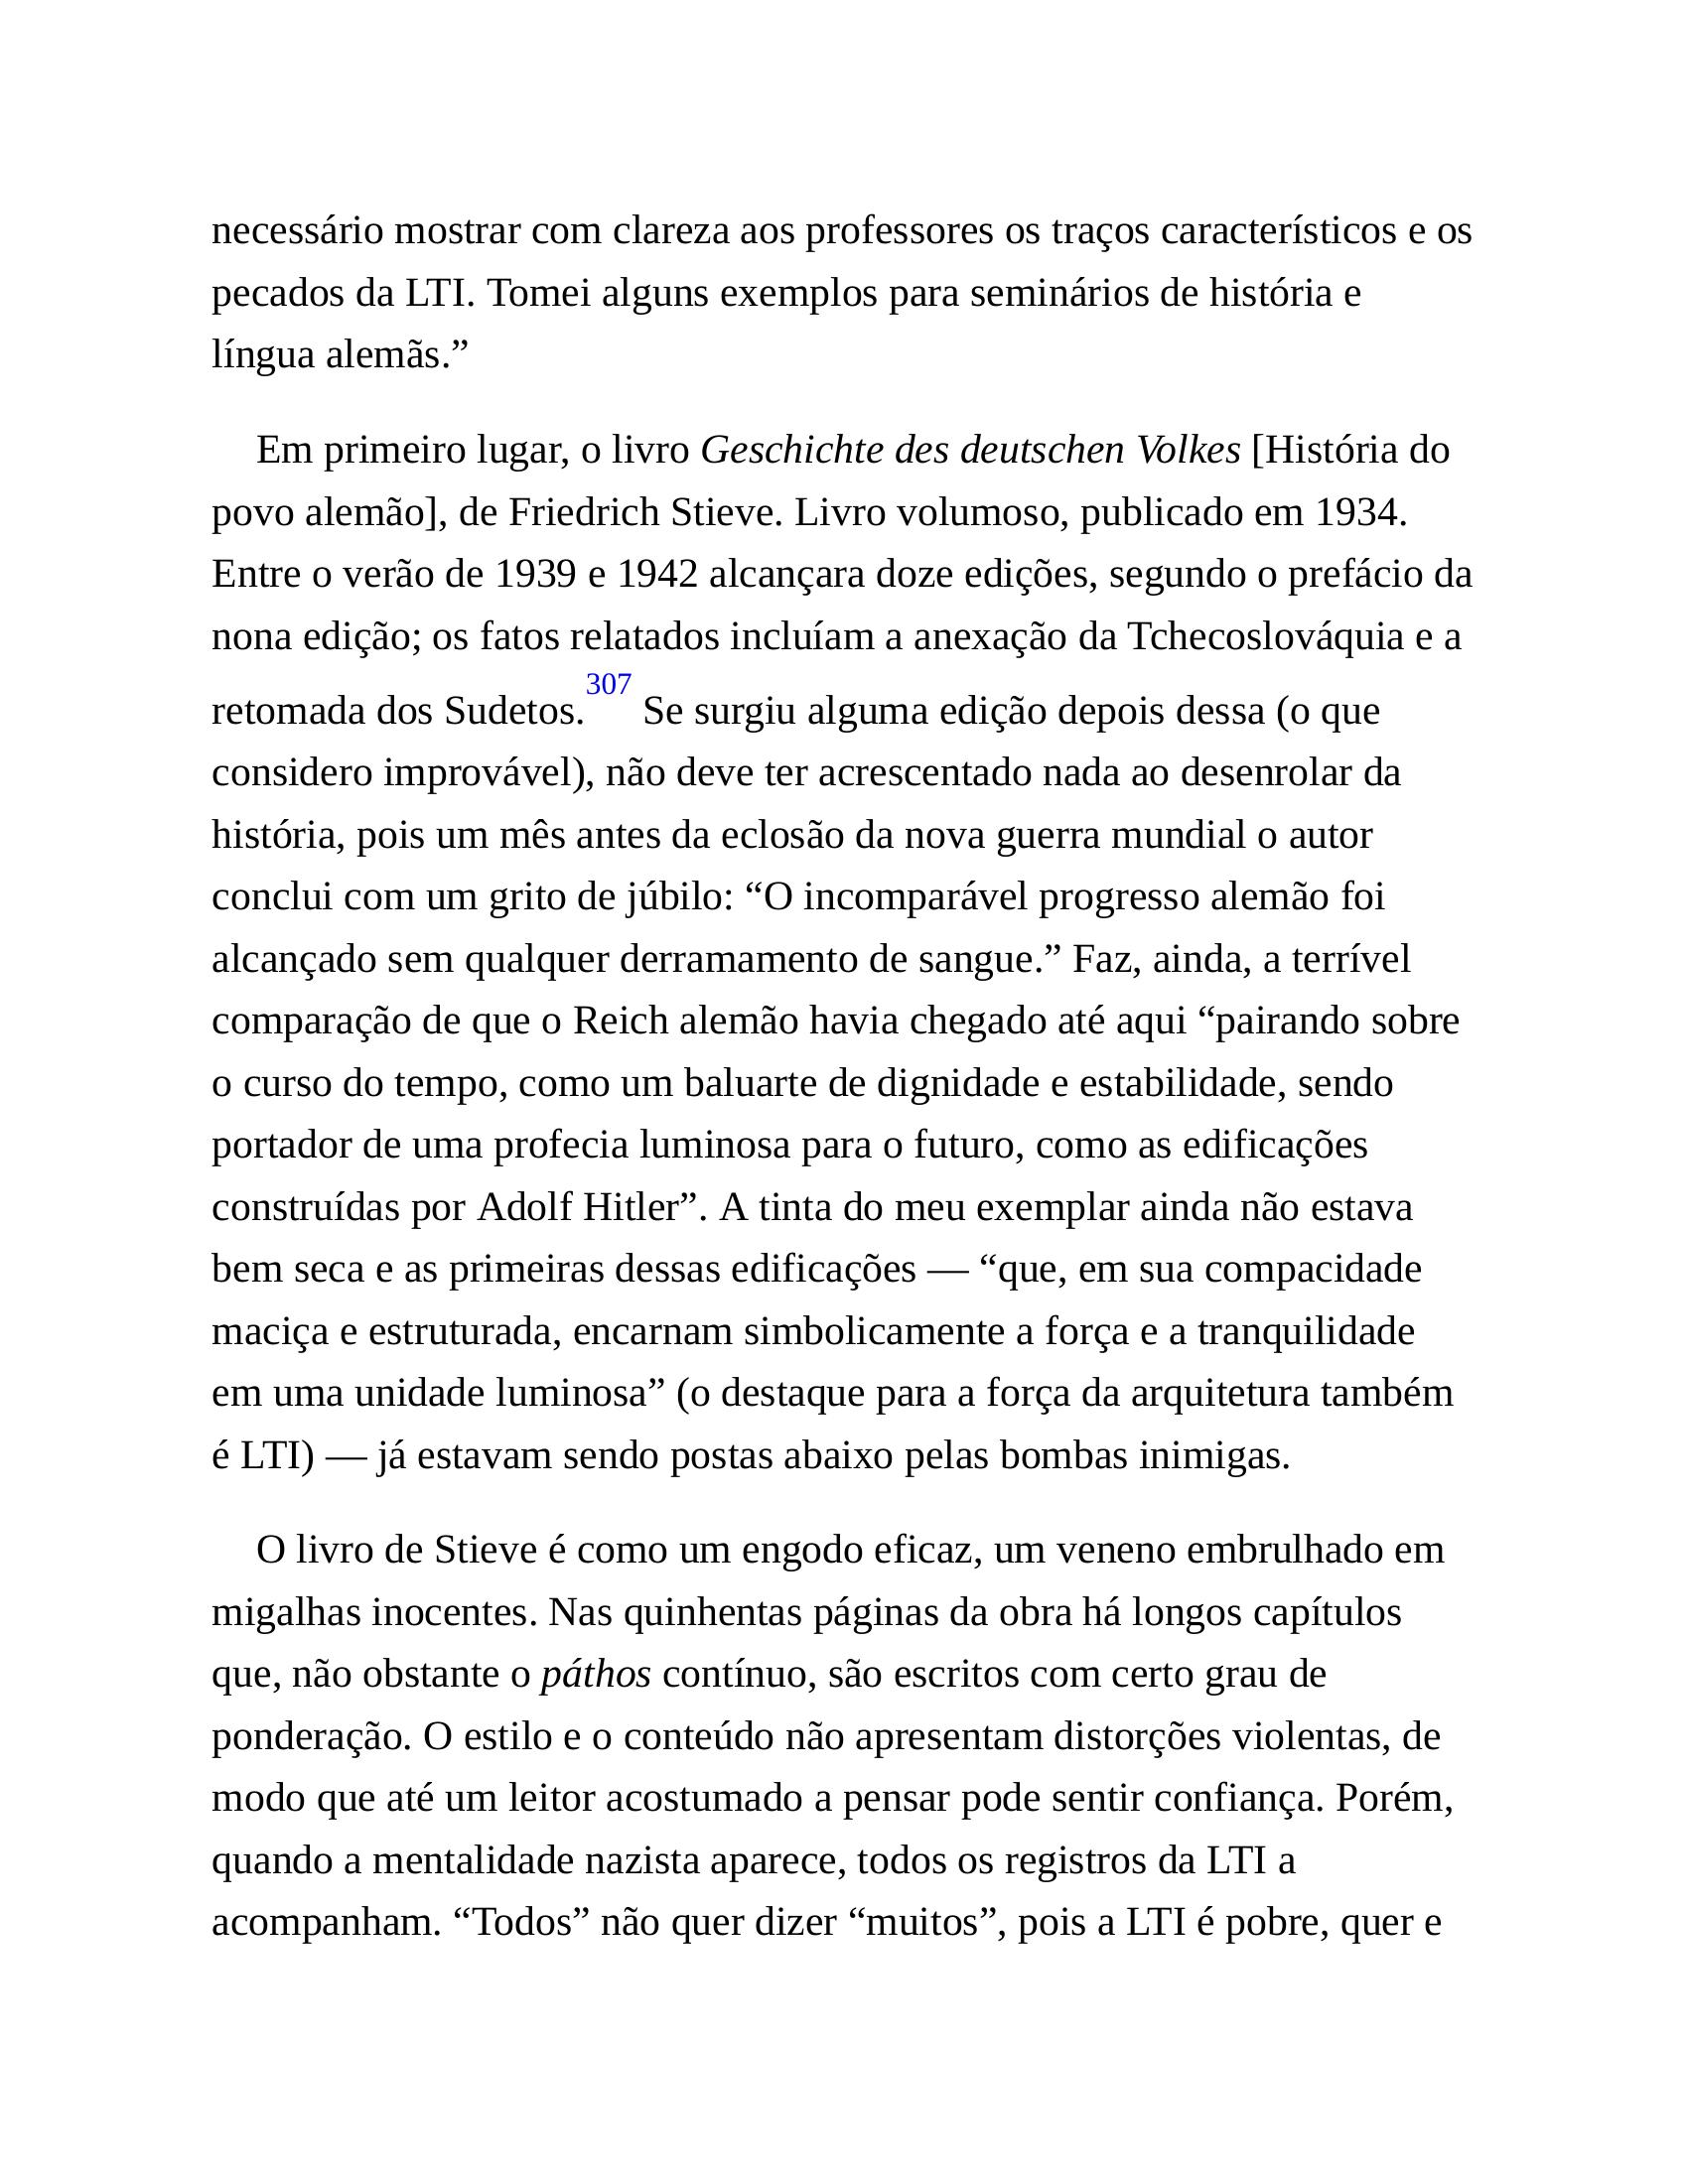 necessário mostrar com clareza aos professores os traços característicos e os
pecados da LTI. Tomei alguns exemplos para seminários de história e
língua alemãs.”
Em primeiro lugar, o livro Geschichte des deutschen Volkes [História do
povo alemão], de Friedrich Stieve. Livro volumoso, publicado em 1934.
Entre o verão de 1939 e 1942 alcançara doze edições, segundo o prefácio da
nona edição; os fatos relatados incluíam a anexação da Tchecoslováquia e a
retomada dos Sudetos.307 Se surgiu alguma edição depois dessa (o que
considero improvável), não deve ter acrescentado nada ao desenrolar da
história, pois um mês antes da eclosão da nova guerra mundial o autor
conclui com um grito de júbilo: “O incomparável progresso alemão foi
alcançado sem qualquer derramamento de sangue.” Faz, ainda, a terrível
comparação de que o Reich alemão havia chegado até aqui “pairando sobre
o curso do tempo, como um baluarte de dignidade e estabilidade, sendo
portador de uma profecia luminosa para o futuro, como as edificações
construídas por Adolf Hitler”. A tinta do meu exemplar ainda não estava
bem seca e as primeiras dessas edificações — “que, em sua compacidade
maciça e estruturada, encarnam simbolicamente a força e a tranquilidade
em uma unidade luminosa” (o destaque para a força da arquitetura também
é LTI) — já estavam sendo postas abaixo pelas bombas inimigas.
O livro de Stieve é como um engodo eficaz, um veneno embrulhado em
migalhas inocentes. Nas quinhentas páginas da obra há longos capítulos
que, não obstante o páthos contínuo, são escritos com certo grau de
ponderação. O estilo e o conteúdo não apresentam distorções violentas, de
modo que até um leitor acostumado a pensar pode sentir confiança. Porém,
quando a mentalidade nazista aparece, todos os registros da LTI a
acompanham. “Todos” não quer dizer “muitos”, pois a LTI é pobre, quer e